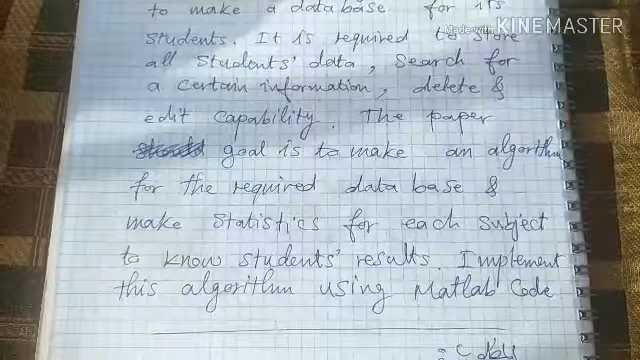 to make a database for its
students. It is required to store
Made with KINEMASTER
all students' data, search for
a certain information, delete &
edit capability. The paper
goal is to make an algorithm
for the required data base &
make statistics for each subject
to know students' results. Implement
this algorithm using Matlab Code